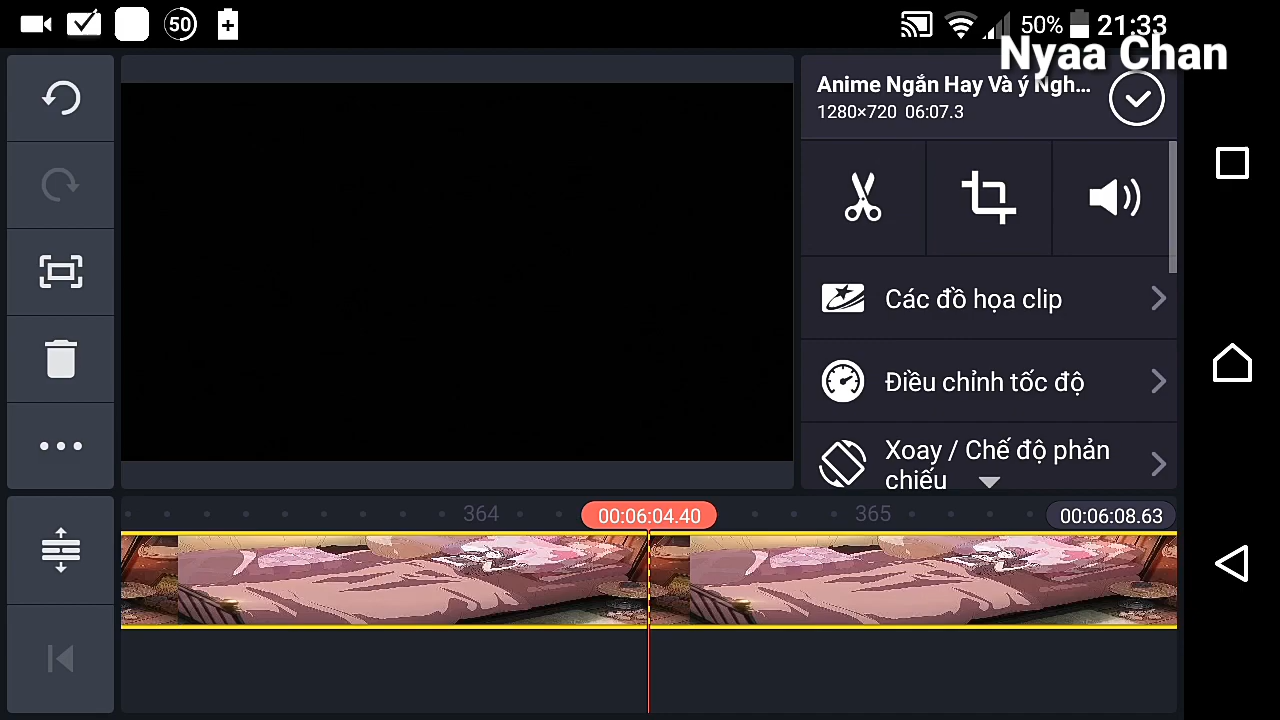 50
50%
21:33
Nyaa Chan
Anime Ngắn Hay Và ý Ngh...
1280×720 06:07.3
Các đồ họa clip
Điều chỉnh tốc độ
Xoay / Chế độ phản
chiếu
364
00:06:04.40
365
00:06:08.63